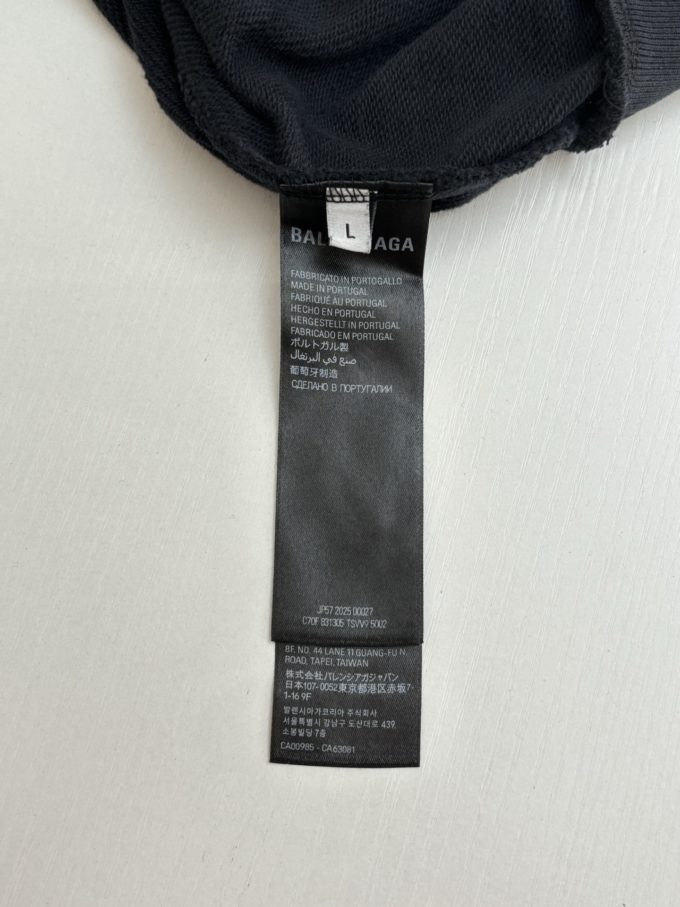 L
BAL AGA
FABBRICATO IN PORTOGALLO
MADE IN PORTUGAL
FABRIQUÉ AU PORTUGAL
HECHO EN PORTUGAL
HERGESTELLT IN PORTUGAL
FABRICADO EM PORTUGAL
ポルトガル製
صنع في البرتغال
葡萄牙制造
СДЕЛАНО В ПОРТУГАЛИИ
JP57 2025 00027
C70F B31305 TSVV9 5002
8F. NO. 44 LANE 11 GUANG-FU N.
ROAD, TAPEI, TAIWAN
株式会社バレンシアガジャパン
日本107-0052東京都港区赤坂7-
1-16 9F
발렌시아가코리아 주식회사
서울특별시 강남구 도산대로 439,
소봉빌딩 7층
CA00985 - CA63081